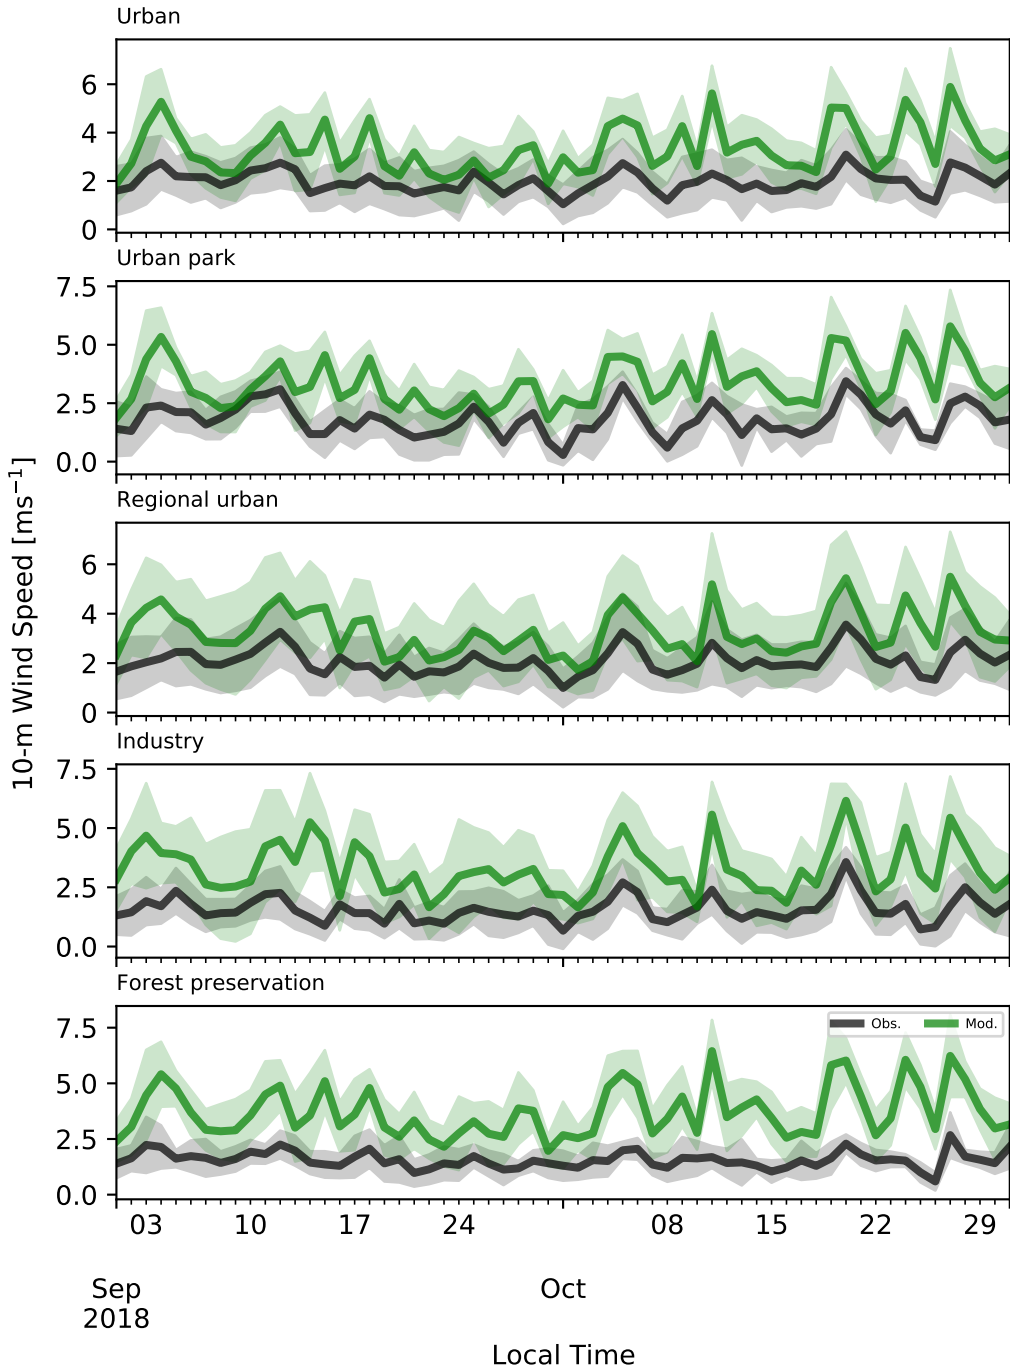 Urban
6
4
2
0
Urban park
7.5
5.0
2.5
0.0
Regional urban
6
4
2
0
10-m Wind Speed [ms⁻¹]
Industry
7.5
5.0
2.5
0.0
Forest preservation
Obs. Mod.
7.5
5.0
2.5
0.0
03 10 17 24 08 15 22 29
Sep Oct
2018
Local Time